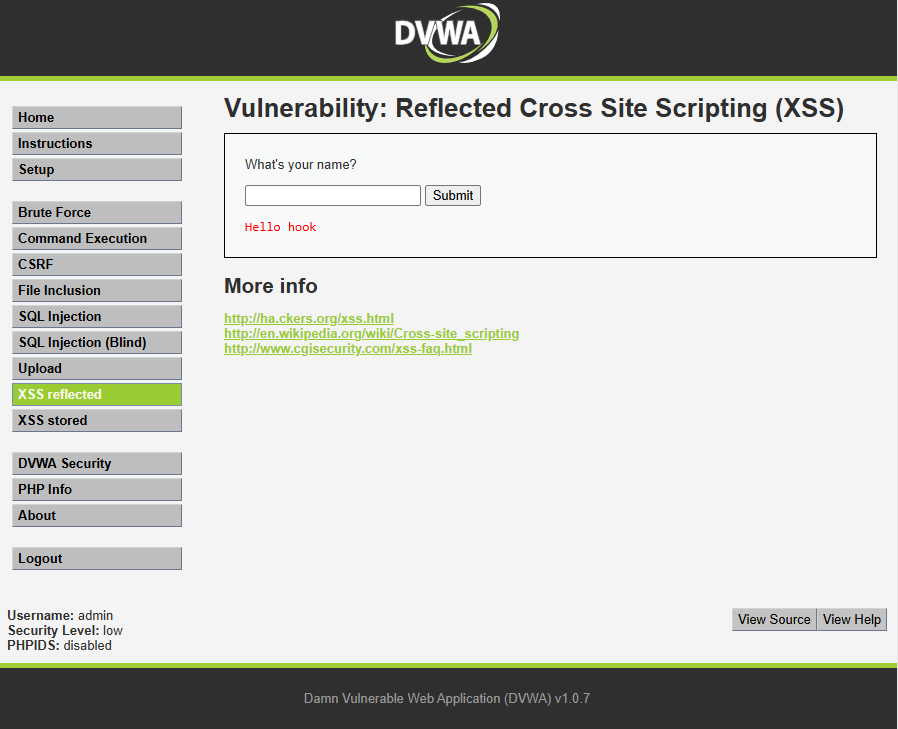 DVWA
Home
Instructions
Setup
Brute Force
Command Execution
CSRF
File Inclusion
SQL Injection
SQL Injection (Blind)
Upload
XSS reflected
XSS stored
DVWA Security
PHP Info
About
Logout
Vulnerability: Reflected Cross Site Scripting (XSS)
What's your name?
Submit
Hello hook
More info
http://ha.ckers.org/xss.html
http://en.wikipedia.org/wiki/Cross-site_scripting
http://www.cgisecurity.com/xss-faq.html
Username: admin
Security Level: low
PHPIDS: disabled
View Source View Help
Damn Vulnerable Web Application (DVWA) v1.0.7